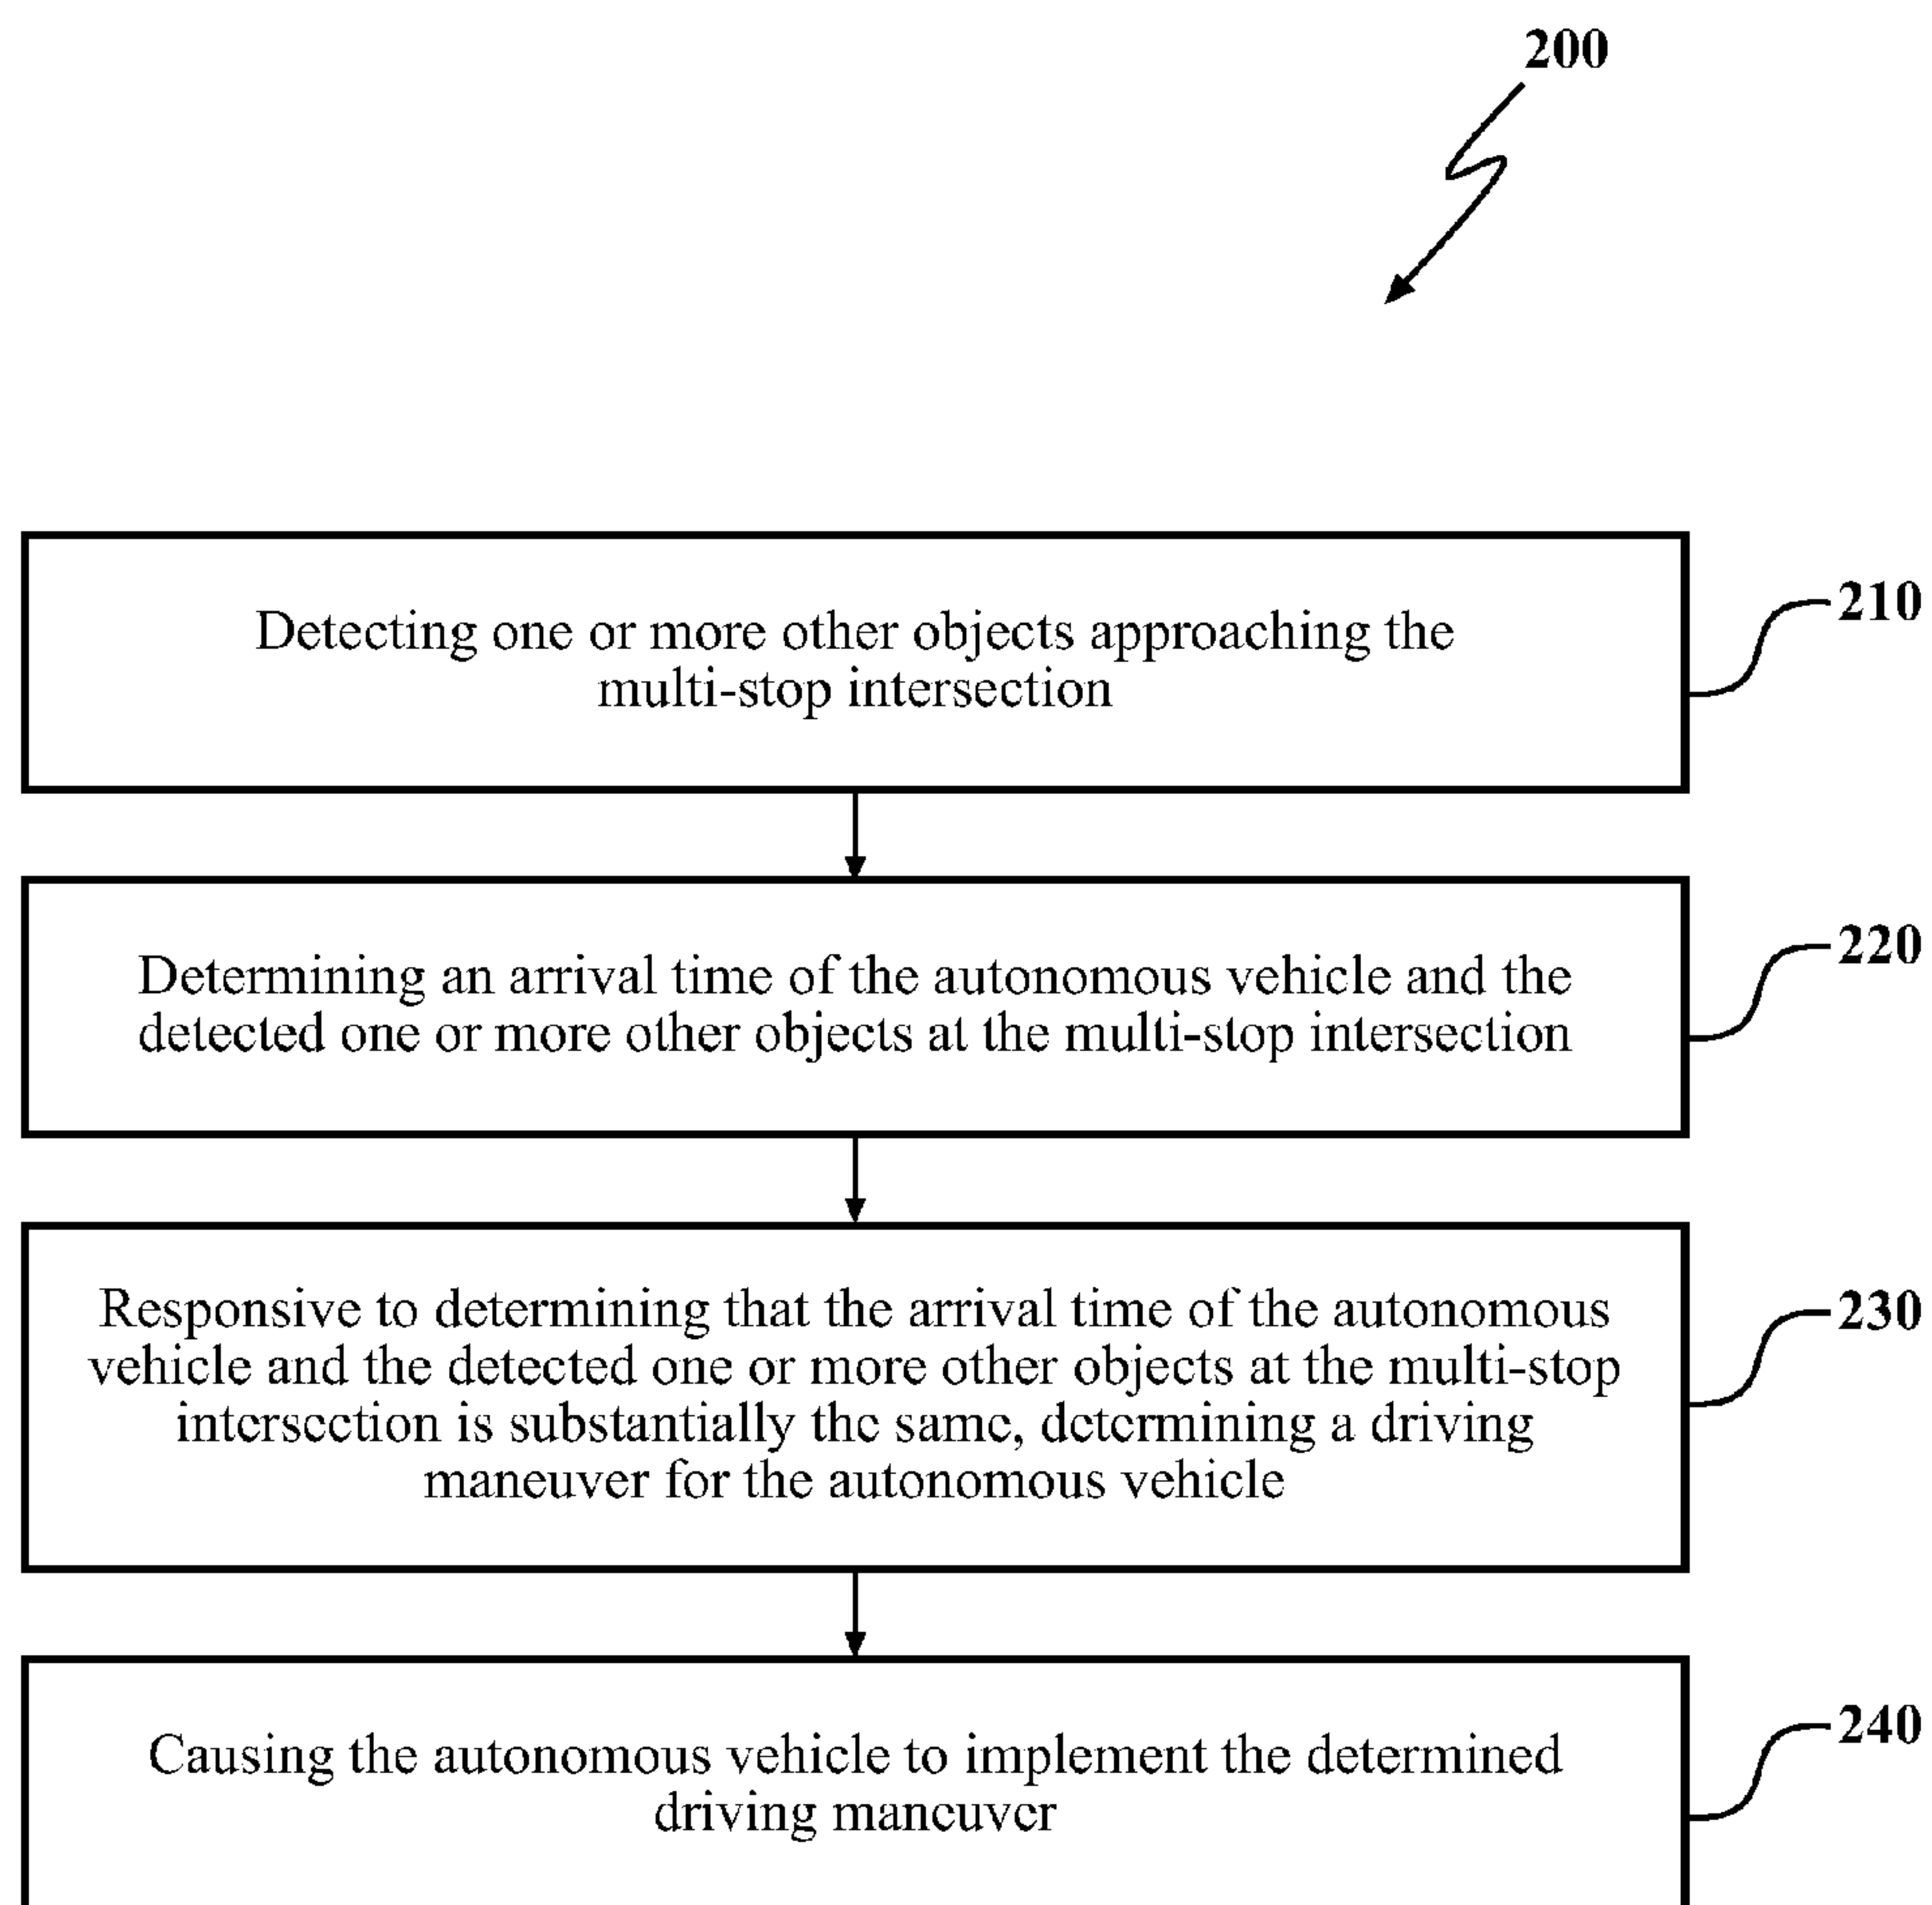 200
Detecting one or more other objects approaching the
multi-stop intersection
210
Determining an arrival time of the autonomous vehicle and the
detected one or more other objects at the multi-stop intersection
220
Responsive to determining that the arrival time of the autonomous
vehicle and the detected one or more other objects at the multi-stop
intersection is substantially the same, determining a driving
maneuver for the autonomous vehicle
230
Causing the autonomous vehicle to implement the determined
driving maneuver
240